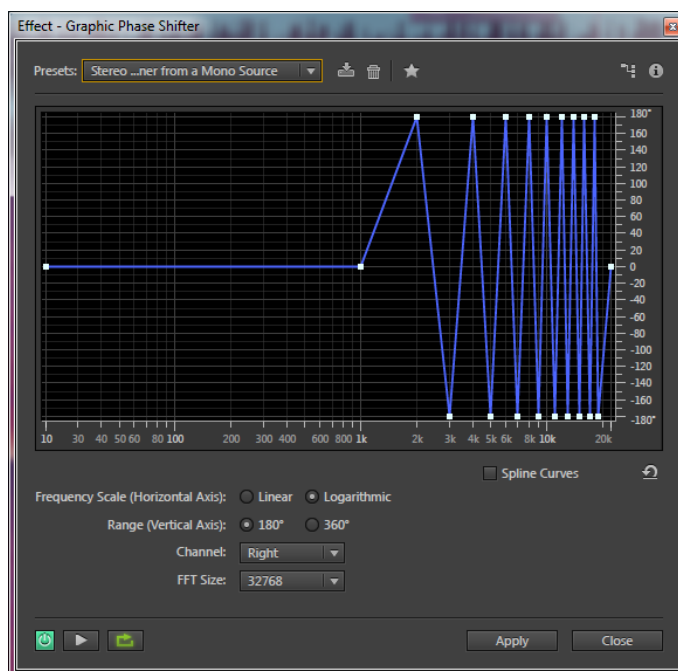 Effect - Graphic Phase Shifter
Presets: Stereo ...ner from a Mono Source
180°
160
140
120
100
80
60
40
20
0
-20
-40
-60
-80
-100
-120
-140
-160
-180°
10 30 40 50 60 80 100 200 300 400 600 800 1k 2k 3k 4k 5k 6k 8k 10k 20k
Spline Curves
Frequency Scale (Horizontal Axis): Linear Logarithmic
Range (Vertical Axis): 180° 360°
Channel: Right
FFT Size: 32768
Apply Close